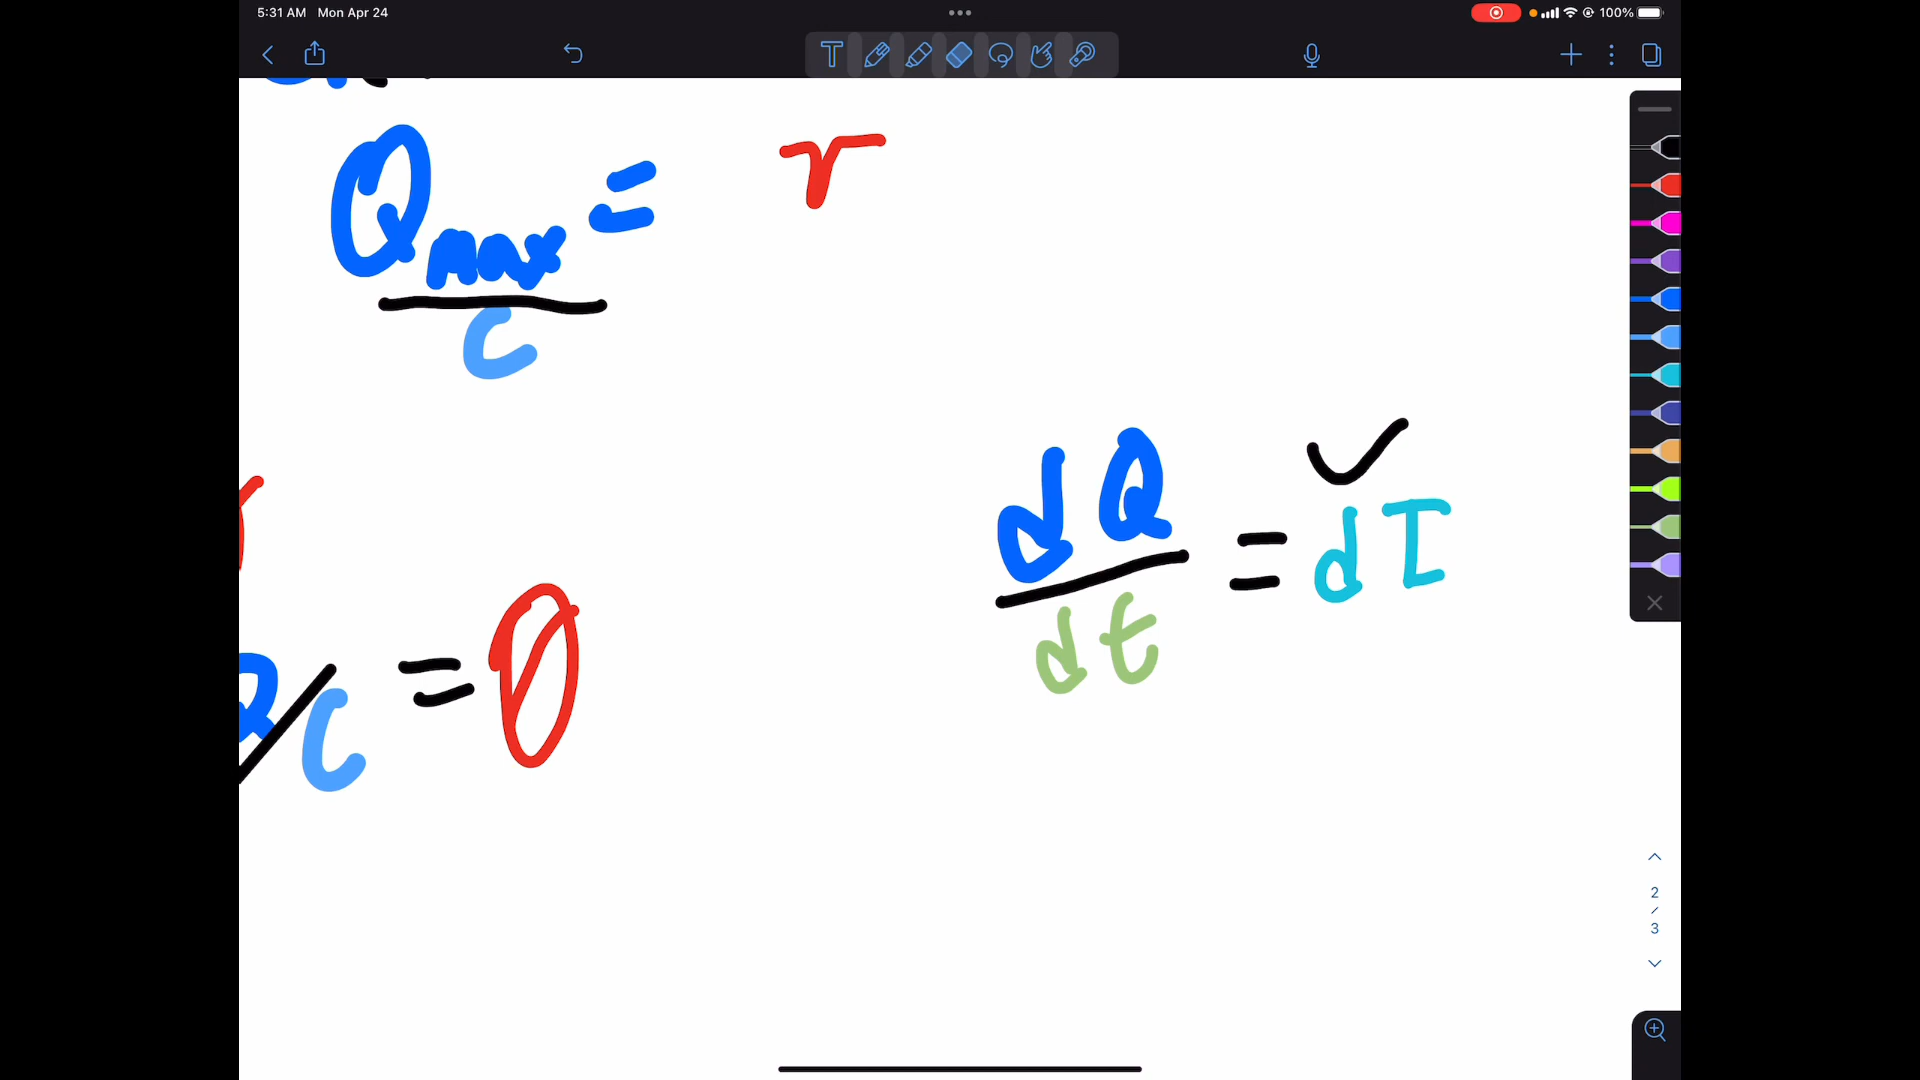 5:31 AM Mon Apr 24
100%
Qmax =
C
dQ = dI
dt
Q/C = 0
2
/
3